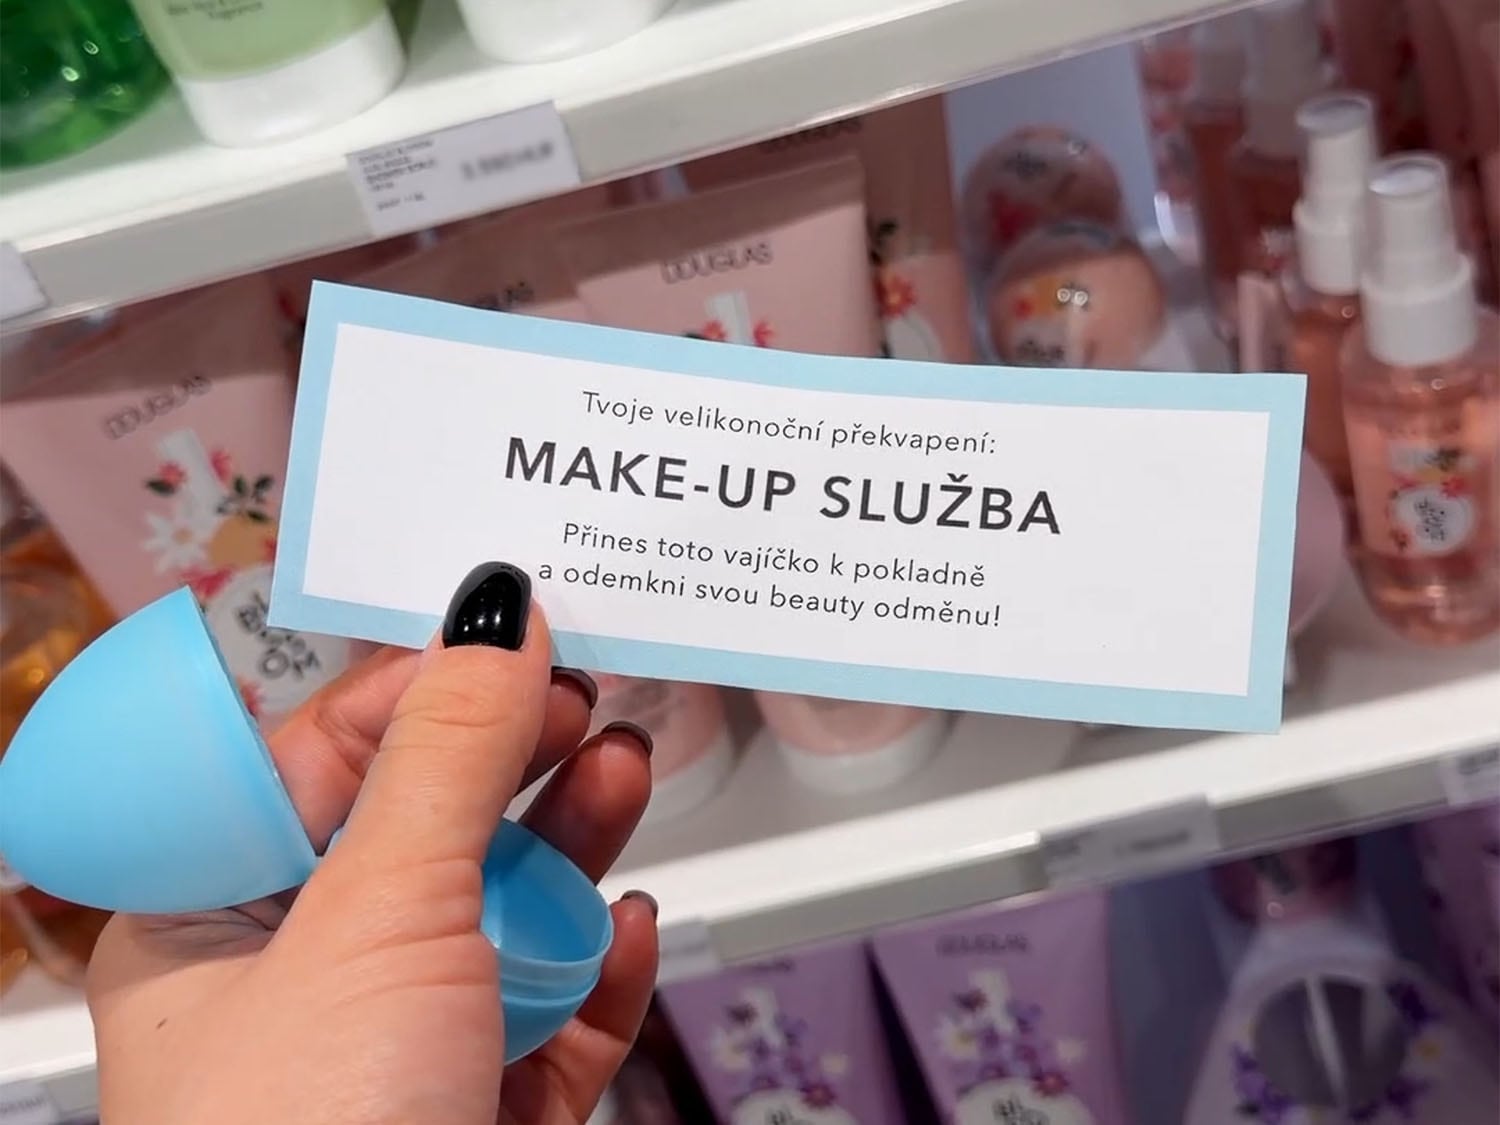 DOUGLAS
DOUGLAS
Tvoje velikonoční překvapení:
MAKE-UP SLUŽBA
Přines toto vajíčko k pokladně
a odemkni svou beauty odměnu!
DOUGLAS